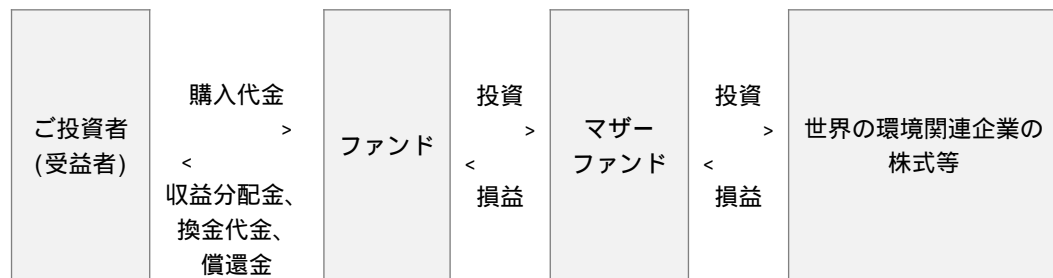 ご投資者
(受益者)
購入代金
>
<
収益分配金、
換金代金、
償還金
ファンド
投資
>
<
損益
マザー
ファンド
投資
>
<
損益
世界の環境関連企業の
株式等